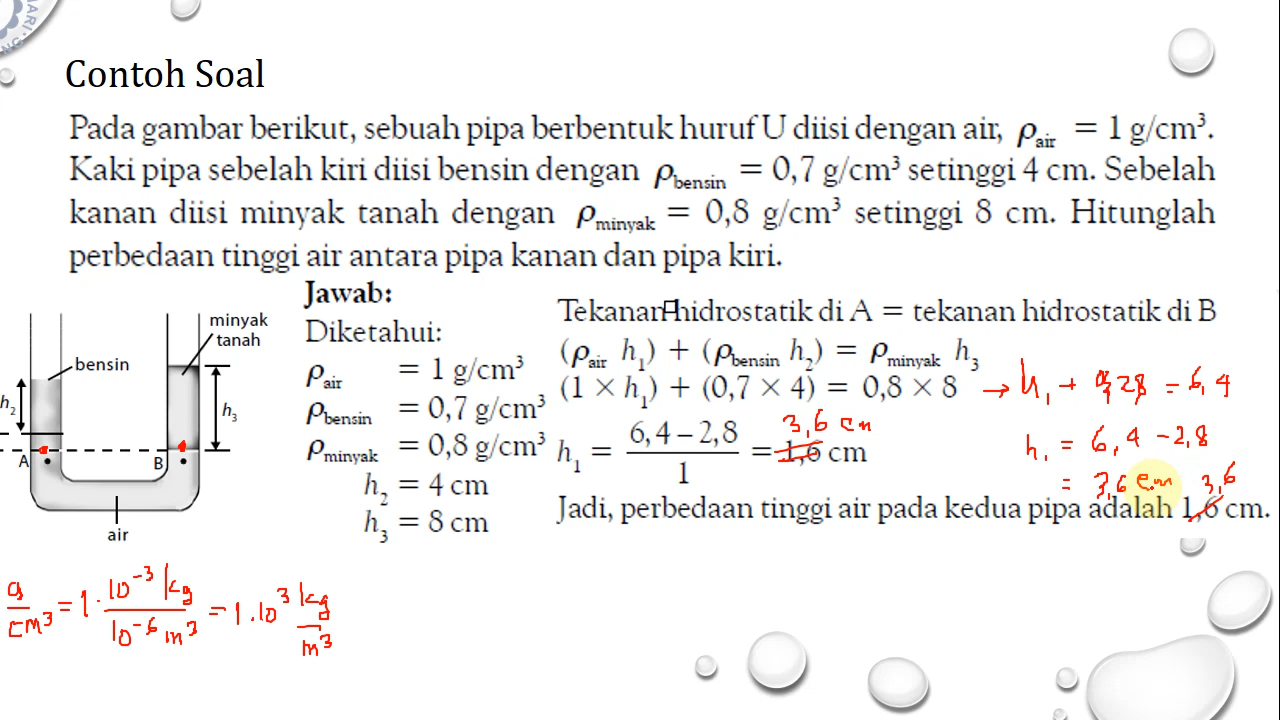 ARI
NG
Contoh Soal
Pada gambar berikut, sebuah pipa berbentuk huruf U diisi dengan air, ρair = 1 g/cm³.
Kaki pipa sebelah kiri diisi bensin dengan ρbensin = 0,7 g/cm³ setinggi 4 cm. Sebelah
kanan diisi minyak tanah dengan ρminyak = 0,8 g/cm³ setinggi 8 cm. Hitunglah
perbedaan tinggi air antara pipa kanan dan pipa kiri.
minyak
tanah
bensin
h₂
h₃
A
B
air
Jawab:
Diketahui:
ρair = 1 g/cm³
ρbensin = 0,7 g/cm³
ρminyak = 0,8 g/cm³
h₂ = 4 cm
h₃ = 8 cm
Tekanan hidrostatik di A = tekanan hidrostatik di B
(ρair h₁) + (ρbensin h₂) = ρminyak h₃
(1 × h₁) + (0,7 × 4) = 0,8 × 8
3,6 cm
h₁ = 6,4 – 2,8 / 1 = 1,6 cm
Jadi, perbedaan tinggi air pada kedua pipa adalah 1,6 cm.
→ h₁ + 2,8 = 6,4
h₁ = 6,4 - 2,8
= 3,6 cm
3,6
g/cm³ = 1 · 10⁻³ kg / 10⁻⁶ m³ = 1 . 10³ kg/m³